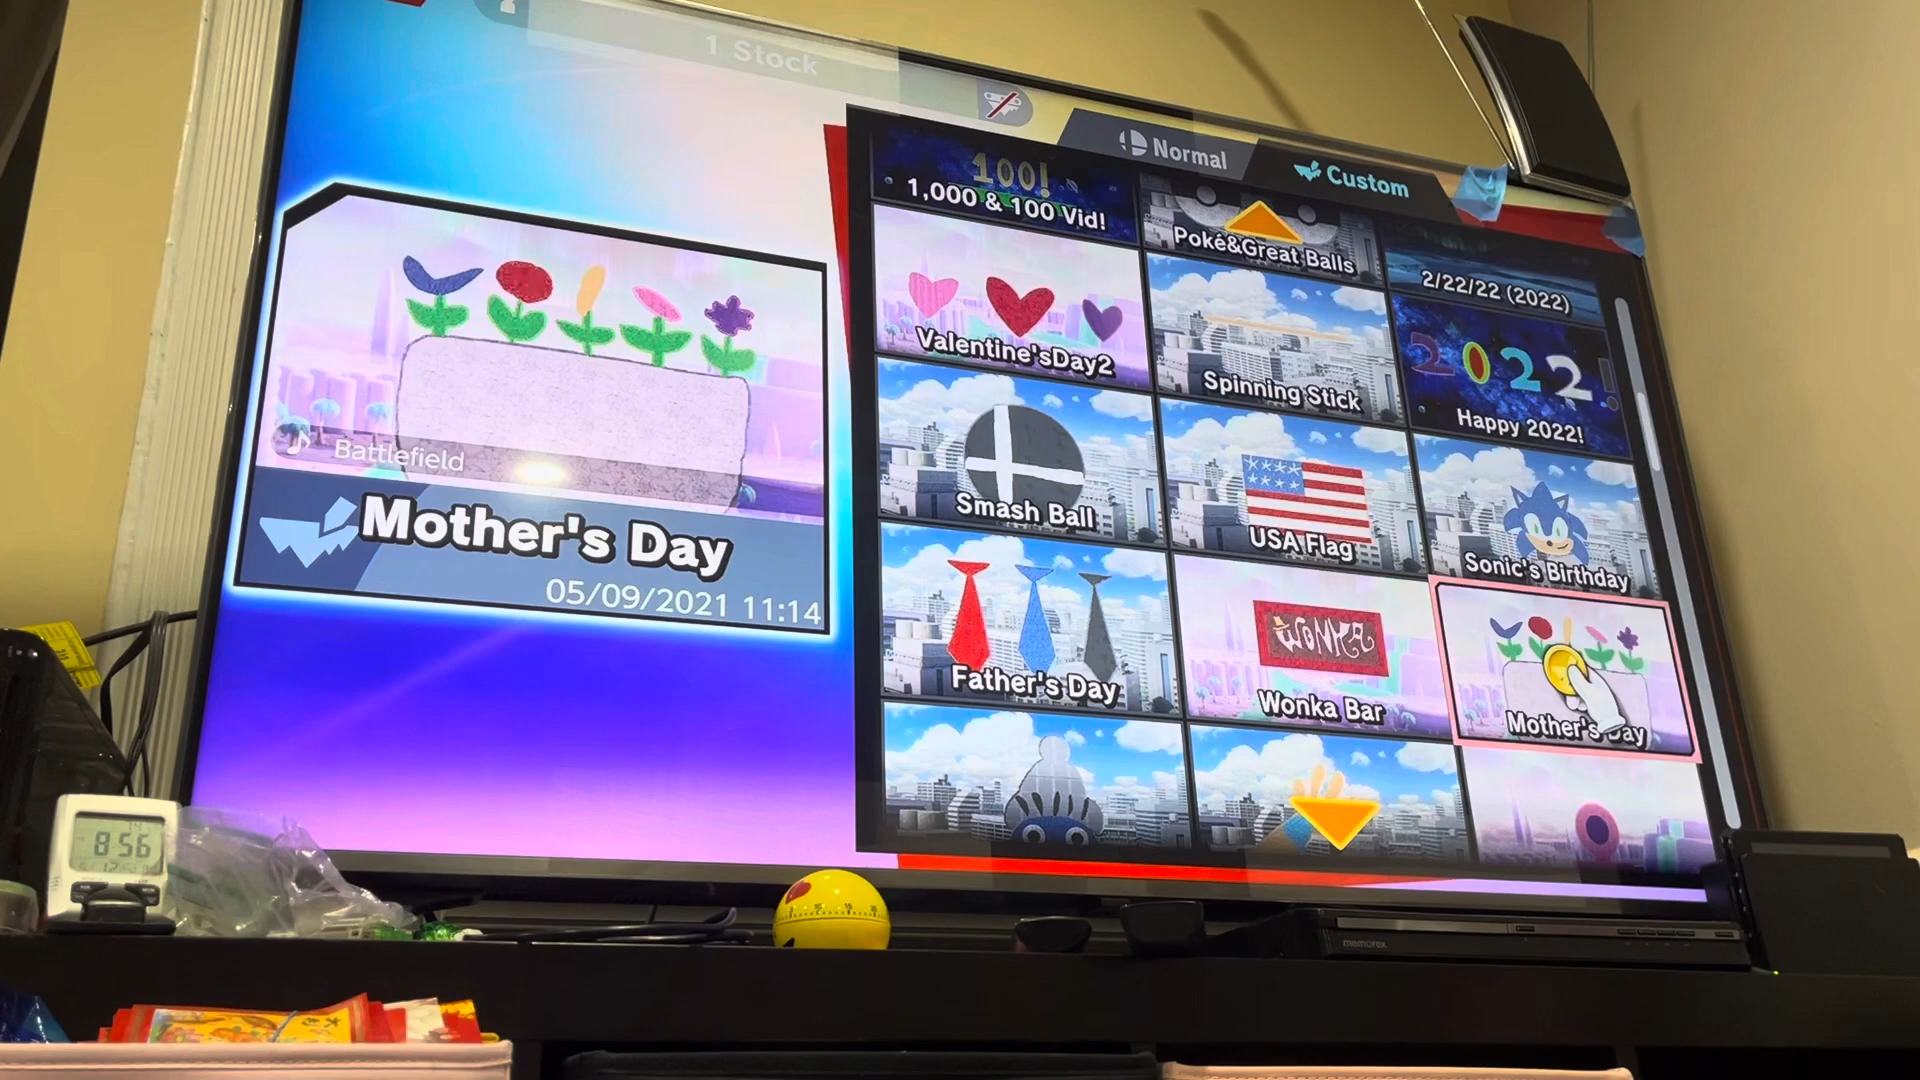 1 Stock
Normal
Custom
100!
1,000 & 100 Vid!
Poké&Great Balls
2/22/22 (2022)
Valentine'sDay2
Spinning Stick
2022!
Happy 2022!
Smash Ball
USA Flag
Sonic's Birthday
Father's Day
WONKA
Wonka Bar
Mother's Day
Battlefield
Mother's Day
05/09/2021 11:14
8:56
memorex